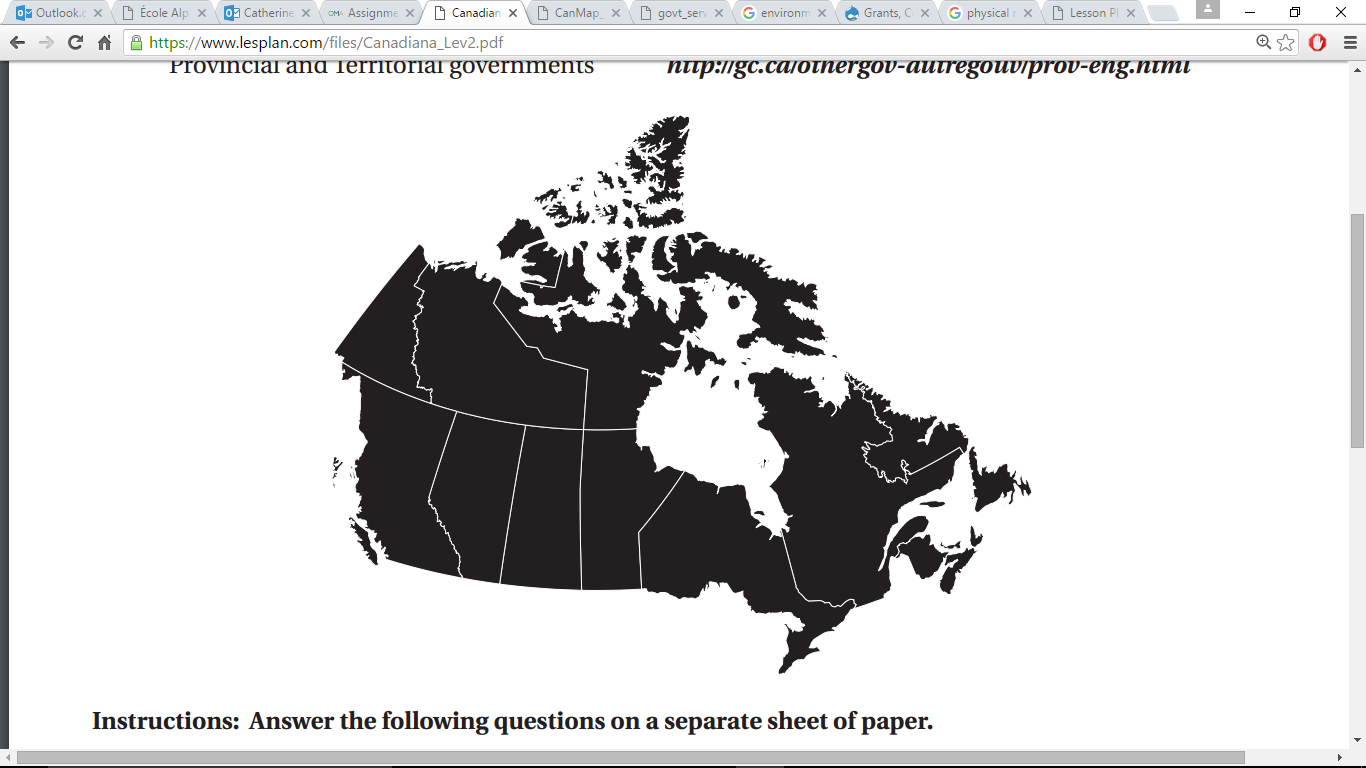 Outlook.c École Alp Catherine OMA Assignme Canadian CanMap_ govt_serv environm Grants, C physical r Lesson Pl
https://www.lesplan.com/files/Canadiana_Lev2.pdf
Provincial and Territorial governments http://gc.ca/othergov-autregouv/prov-eng.html
Instructions: Answer the following questions on a separate sheet of paper.